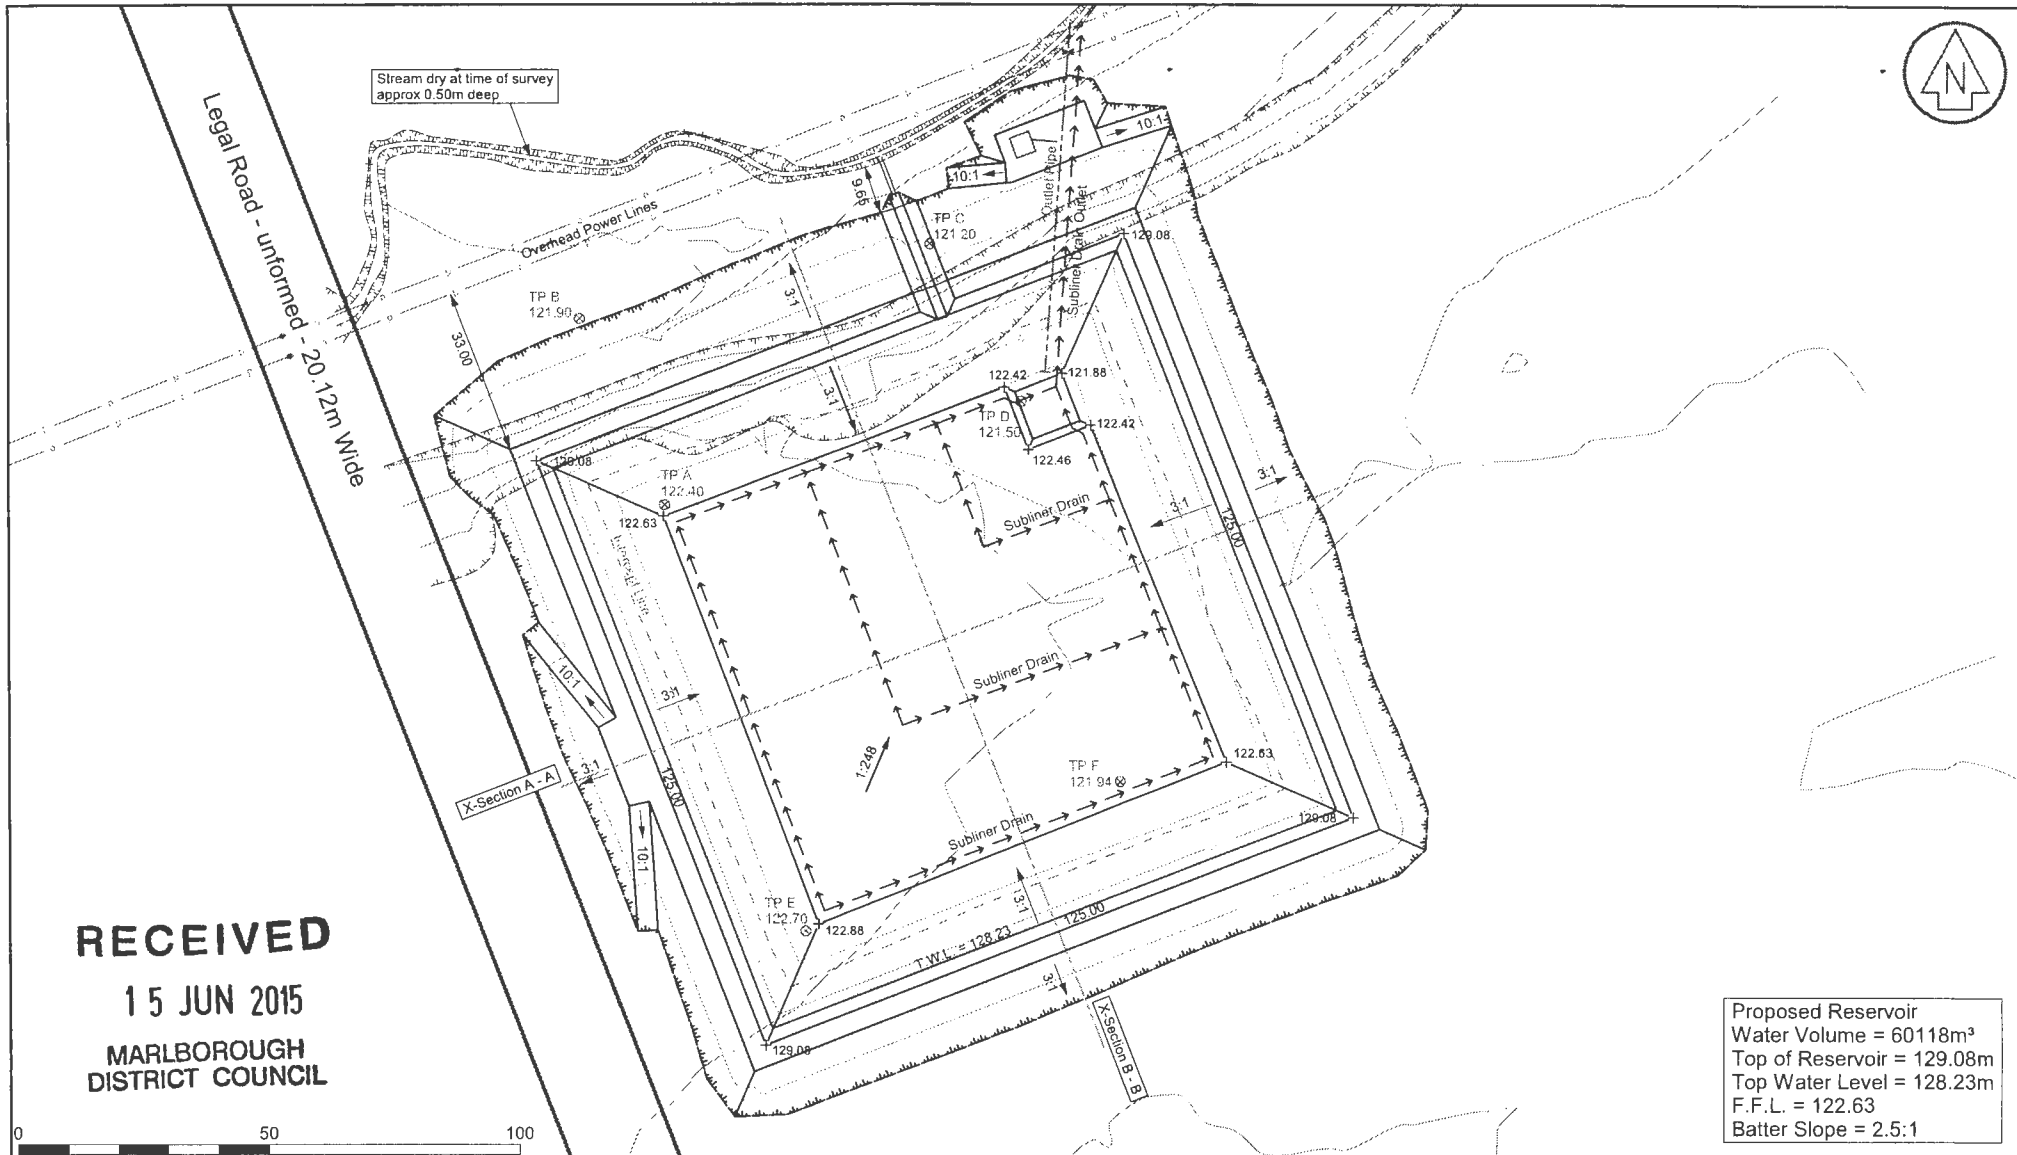 N
Stream dry at time of survey
approx 0.50m deep
Legal Road - unformed - 20.12m Wide
Overhead Power Lines
10:1
10:1
9.66
TP C
121.20
Outlet Pipe
Subliner Drain Outlet
129.08
TP B
121.90
33.00
3:1
3:1
122.42
121.88
TP D
121.50
122.42
122.46
129.08
TP A
122.40
122.63
Subliner Drain
3:1
3:1
125.00
Internal Line
10:1
3:1
Subliner Drain
1:248
3:1
X-Section A - A
125.00
TP F
121.94
122.63
Subliner Drain
129.08
10:1
TP E
122.70
122.88
3:1
125.00
T.W.L. = 128.23
3:1
X-Section B - B
129.08
RECEIVED
15 JUN 2015
MARLBOROUGH
DISTRICT COUNCIL
0 50 100
Proposed Reservoir
Water Volume = 60118m³
Top of Reservoir = 129.08m
Top Water Level = 128.23m
F.F.L. = 122.63
Batter Slope = 2.5:1